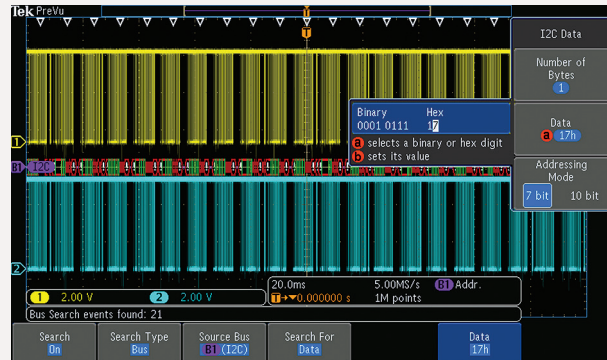 Tek PreVu
T
I2C Data
Number of
Bytes
1
Binary Hex
0001 0111 17
a selects a binary or hex digit
b sets its value
Data
a 17h
Addressing
Mode
7 bit 10 bit
1
B1 I2C
2
1 2.00 V 2 2.00 V
20.0ms 5.00MS/s B1 Addr.
T→▼0.000000 s 1M points
Bus Search events found: 21
Search
On
Search Type
Bus
Source Bus
B1 (I2C)
Search For
Data
Data
17h